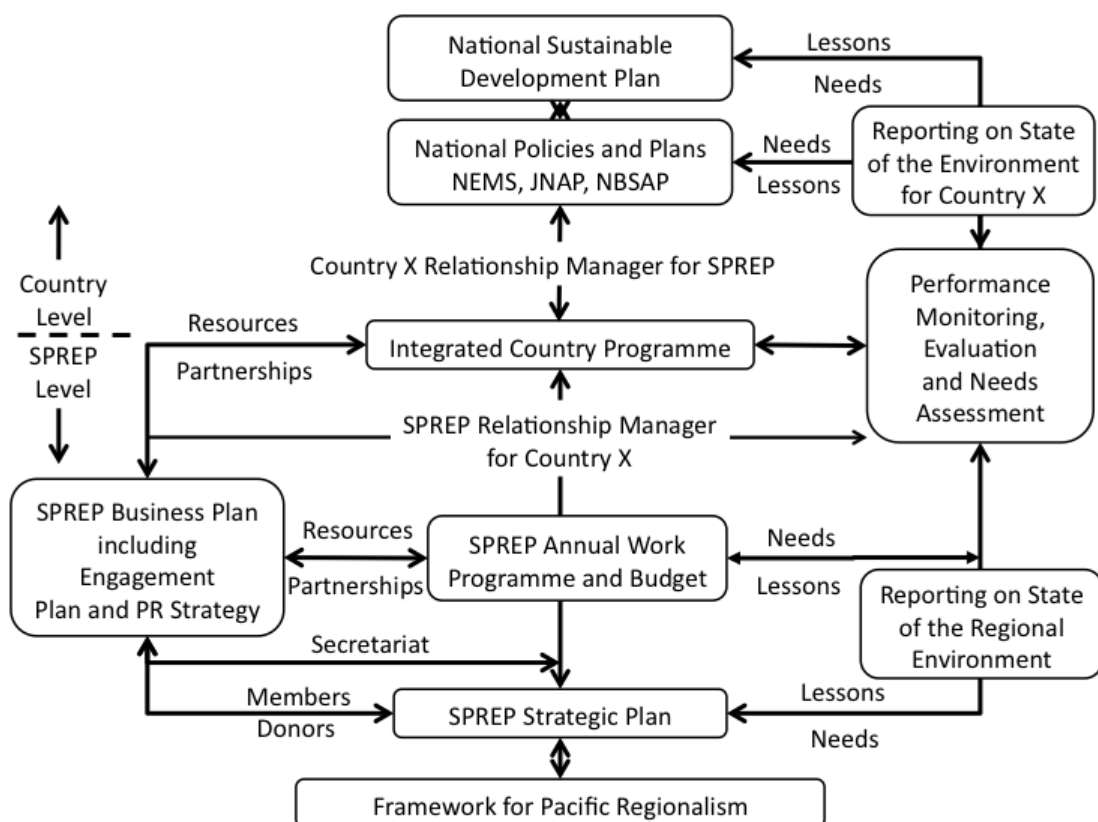 National Sustainable
Development Plan
Lessons
Needs
National Policies and Plans
NEMS, JNAP, NBSAP
Needs
Lessons
Reporting on State
of the Environment
for Country X
Country
Level
SPREP
Level
Country X Relationship Manager for SPREP
Resources
Partnerships
Integrated Country Programme
Performance
Monitoring,
Evaluation
and Needs
Assessment
SPREP Relationship Manager
for Country X
SPREP Business Plan
including
Engagement
Plan and PR Strategy
Resources
Partnerships
SPREP Annual Work
Programme and Budget
Needs
Lessons
Reporting on State
of the Regional
Environment
Secretariat
Members
Donors
SPREP Strategic Plan
Lessons
Needs
Framework for Pacific Regionalism